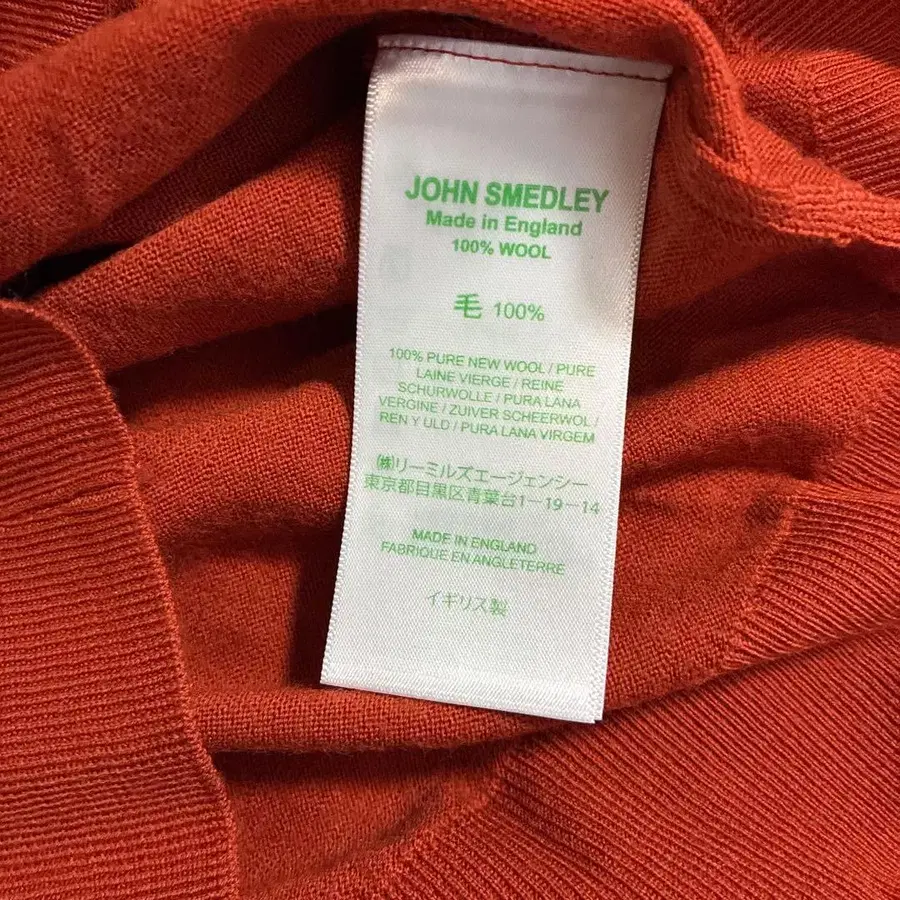 JOHN SMEDLEY
Made in England
100% WOOL
毛 100%
100% PURE NEW WOOL / PURE
LAINE VIERGE / REINE
SCHURWOLLE / PURA LANA
VERGINE / ZUIVER SCHEERWOL /
REN Y ULD / PURA LANA VIRGEM
㈱リーミルズエージェンシー
東京都目黒区青葉台1-19-14
MADE IN ENGLAND
FABRIQUE EN ANGLETERRE
イギリス製